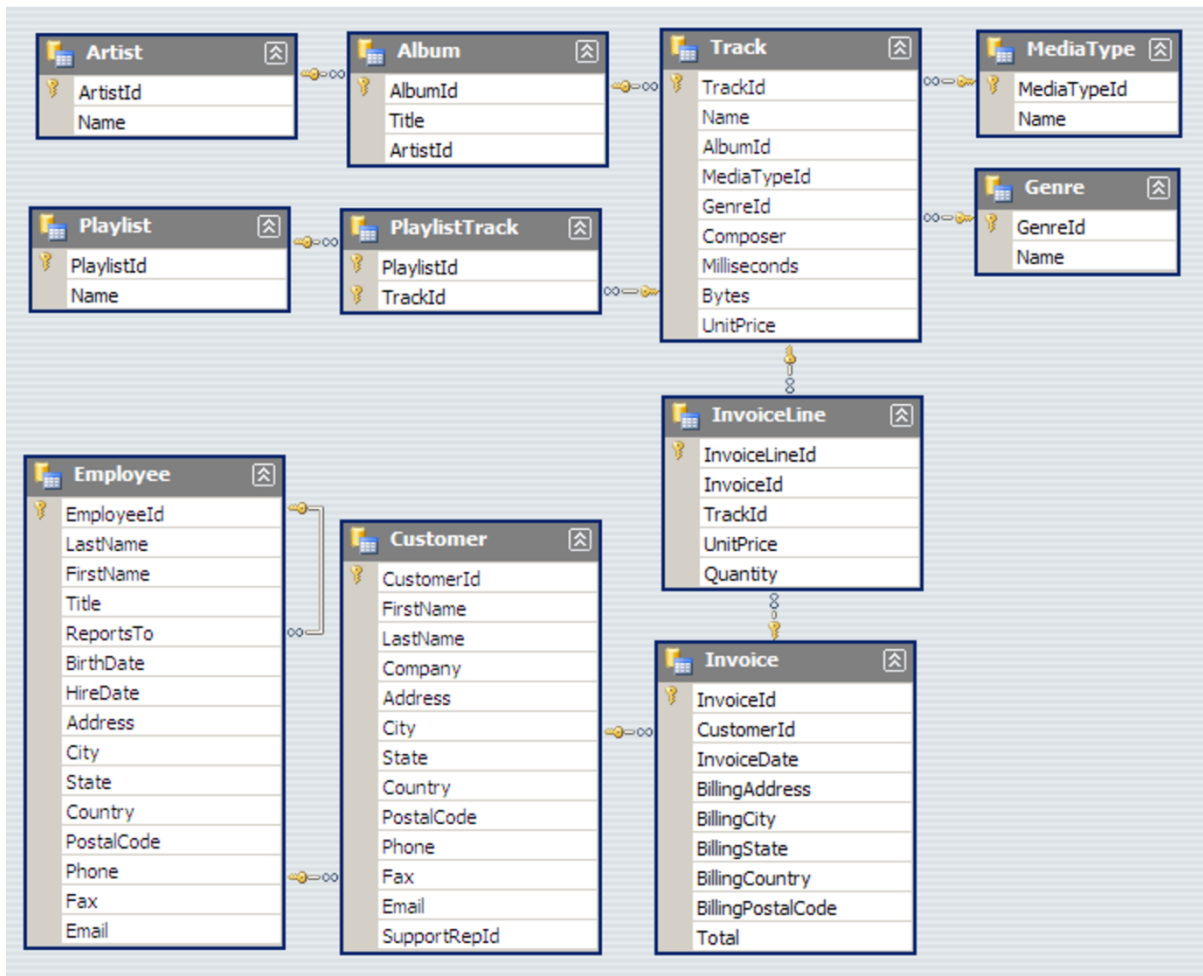 Artist
ArtistId
Name
Album
AlbumId
Title
ArtistId
Track
TrackId
Name
AlbumId
MediaTypeId
GenreId
Composer
Milliseconds
Bytes
UnitPrice
MediaType
MediaTypeId
Name
Genre
GenreId
Name
Playlist
PlaylistId
Name
PlaylistTrack
PlaylistId
TrackId
InvoiceLine
InvoiceLineId
InvoiceId
TrackId
UnitPrice
Quantity
Employee
EmployeeId
LastName
FirstName
Title
ReportsTo
BirthDate
HireDate
Address
City
State
Country
PostalCode
Phone
Fax
Email
Customer
CustomerId
FirstName
LastName
Company
Address
City
State
Country
PostalCode
Phone
Fax
Email
SupportRepId
Invoice
InvoiceId
CustomerId
InvoiceDate
BillingAddress
BillingCity
BillingState
BillingCountry
BillingPostalCode
Total